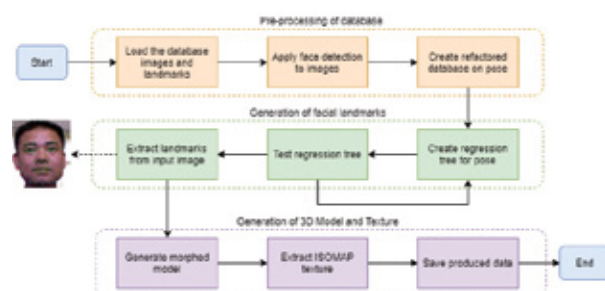 Pre-processing of database
Start
Load the database
images and
landmarks
Apply face detection
to images
Create refactored
database on pose
Generation of facial landmarks
Extract landmarks
from input image
Test regression tree
Create regression
tree for pose
Generation of 3D Model and Texture
Generate morphed
model
Extract ISOMAP
texture
Save produced data
End